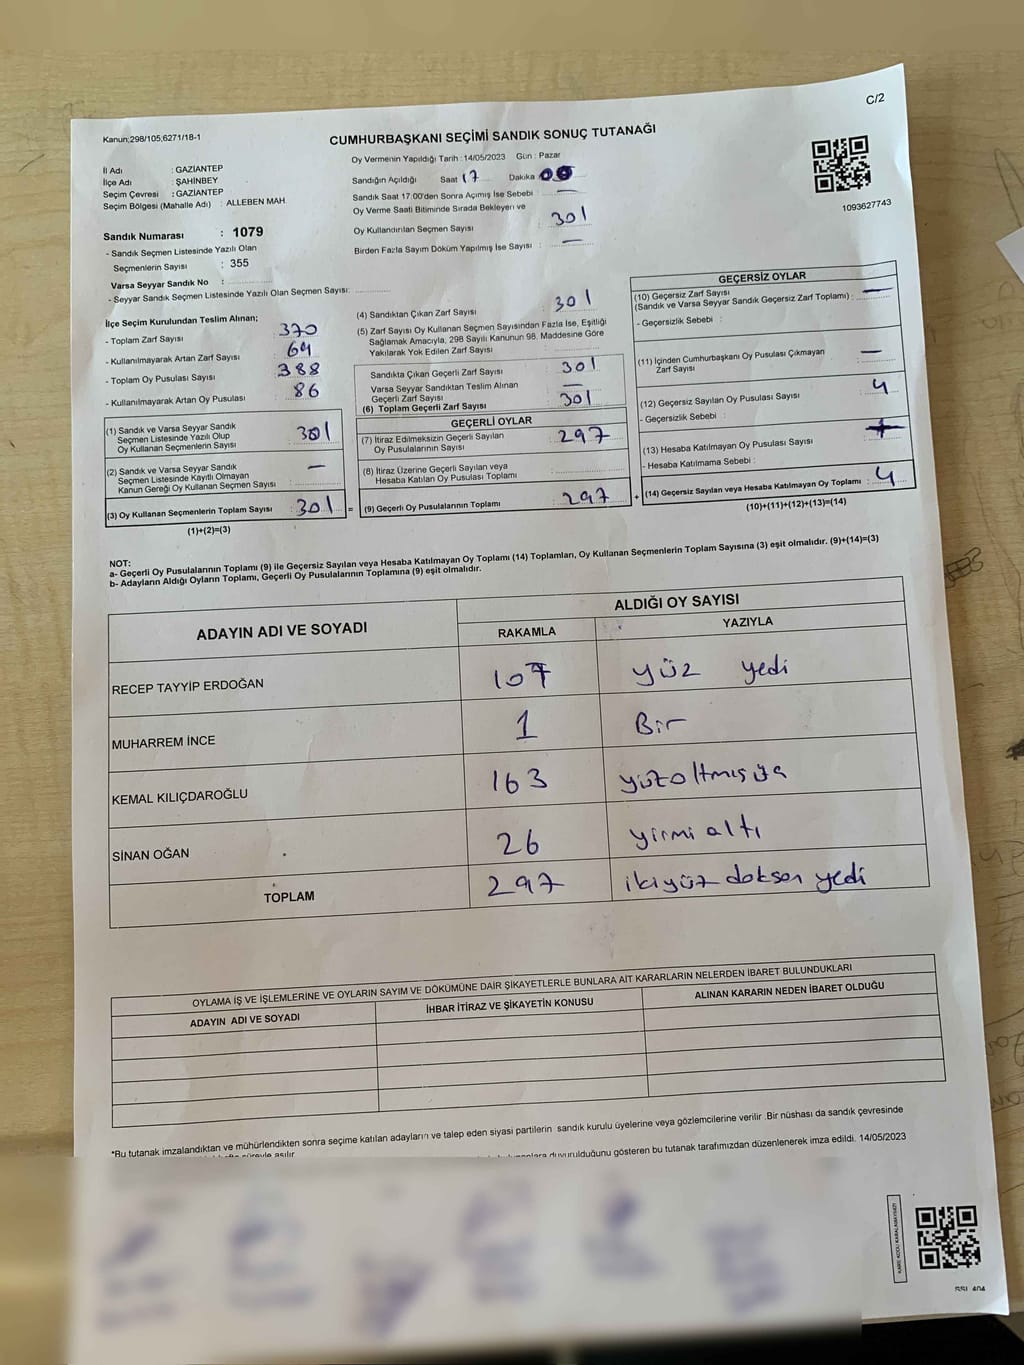 C/2
Kanun:298/105,6271/18-1
CUMHURBAŞKANI SEÇİMİ SANDIK SONUÇ TUTANAĞI
İl Adı : GAZİANTEP
İlçe Adı : ŞAHİNBEY
Seçim Çevresi : GAZİANTEP
Seçim Bölgesi (Mahalle Adı) : ALLEBEN MAH
Sandık Numarası : 1079
- Sandık Seçmen Listesinde Yazılı Olan
Seçmenlerin Sayısı : 355
Varsa Seyyar Sandık No :
- Seyyar Sandık Seçmen Listesinde Yazılı Olan Seçmen Sayısı:
Oy Vermenin Yapıldığı Tarih : 14/05/2023 Gün : Pazar
Sandığın Açıldığı Saat 17 Dakika 00
Sandık Saat 17:00'den Sonra Açımış İse Sebebi —
Oy Verme Saati Bitiminde Sırada Bekleyen ve
Oy Kullandırılan Seçmen Sayısı : 301
Birden Fazla Sayım Döküm Yapılmış İse Sayısı : —
1093627743
İlçe Seçim Kurulundan Teslim Alınan;
- Toplam Zarf Sayısı : 370
- Kullanılmayarak Artan Zarf Sayısı : 69
- Toplam Oy Pusulası Sayısı : 388
- Kullanılmayarak Artan Oy Pusulası : 86
(1) Sandık ve Varsa Seyyar Sandık
Seçmen Listesinde Yazılı Olup
Oy Kullanan Seçmenlerin Sayısı : 301
(2) Sandık ve Varsa Seyyar Sandık
Seçmen Listesinde Kayıtlı Olmayan
Kanun Gereği Oy Kullanan Seçmen Sayısı : —
(3) Oy Kullanan Seçmenlerin Toplam Sayısı : 301 =
(1)+(2)=(3)
(4) Sandıktan Çıkan Zarf Sayısı : 301
(5) Zarf Sayısı Oy Kullanan Seçmen Sayısından Fazla Ise, Eşitliği
Sağlamak Amacıyla, 298 Sayılı Kanunun 98. Maddesine Göre
Yakılarak Yok Edilen Zarf Sayısı :
Sandıkta Çıkan Geçerli Zarf Sayısı : 301
Varsa Seyyar Sandıktan Teslim Alınan
Geçerli Zarf Sayısı : —
(6) Toplam Geçerli Zarf Sayısı : 301
GEÇERLİ OYLAR
(7) İtiraz Edilmeksizin Geçerli Sayılan
Oy Pusulalarının Sayısı : 297
(8) İtiraz Üzerine Geçerli Sayılan veya
Hesaba Katılan Oy Pusulası Toplamı :
(9) Geçerli Oy Pusulalarının Toplamı : 297 +
GEÇERSİZ OYLAR
(10) Geçersiz Zarf Sayısı
(Sandık ve Varsa Seyyar Sandık Geçersiz Zarf Toplamı) : —
- Geçersizlik Sebebi :
(11) İçinden Cumhurbaşkanı Oy Pusulası Çıkmayan
Zarf Sayısı : —
(12) Geçersiz Sayılan Oy Pusulası Sayısı : 4
- Geçersizlik Sebebi :
(13) Hesaba Katılmayan Oy Pusulası Sayısı :
- Hesaba Katılmama Sebebi :
(14) Geçersiz Sayılan veya Hesaba Katılmayan Oy Toplamı : 4
(10)+(11)+(12)+(13)=(14)
NOT:
a- Geçerli Oy Pusulalarının Toplamı (9) ile Geçersiz Sayılan veya Hesaba Katılmayan Oy Toplamı (14) Toplamları, Oy Kullanan Seçmenlerin Toplam Sayısına (3) eşit olmalıdır. (9)+(14)=(3)
b- Adayların Aldığı Oyların Toplamı, Geçerli Oy Pusulalarının Toplamına (9) eşit olmalıdır.
ADAYIN ADI VE SOYADI
ALDIĞI OY SAYISI
RAKAMLA YAZIYLA
RECEP TAYYİP ERDOĞAN 107 yüz yedi
MUHARREM İNCE 1 Bir
KEMAL KILIÇDAROĞLU 163 yüzaltmışüç
SİNAN OĞAN 26 yirmi altı
TOPLAM 297 ikiyüz doksan yedi
OYLAMA İŞ VE İŞLEMLERİNE VE OYLARIN SAYIM VE DÖKÜMÜNE DAİR ŞİKAYETLERLE BUNLARA AİT KARARLARIN NELERDEN İBARET BULUNDUKLARI
ADAYIN ADI VE SOYADI İHBAR İTİRAZ VE ŞİKAYETİN KONUSU ALINAN KARARIN NEDEN İBARET OLDUĞU
*Bu tutanak imzalandıktan ve mühürlendikten sonra seçime katılan adayların ve talep eden siyasi partilerin sandık kurulu üyelerine veya gözlemcilerine verilir. Bir nüshası da sandık çevresinde
süreyle asılır duyurulduğunu gösteren bu tutanak tarafımızdan düzenlenerek imza edildi. 14/05/2023